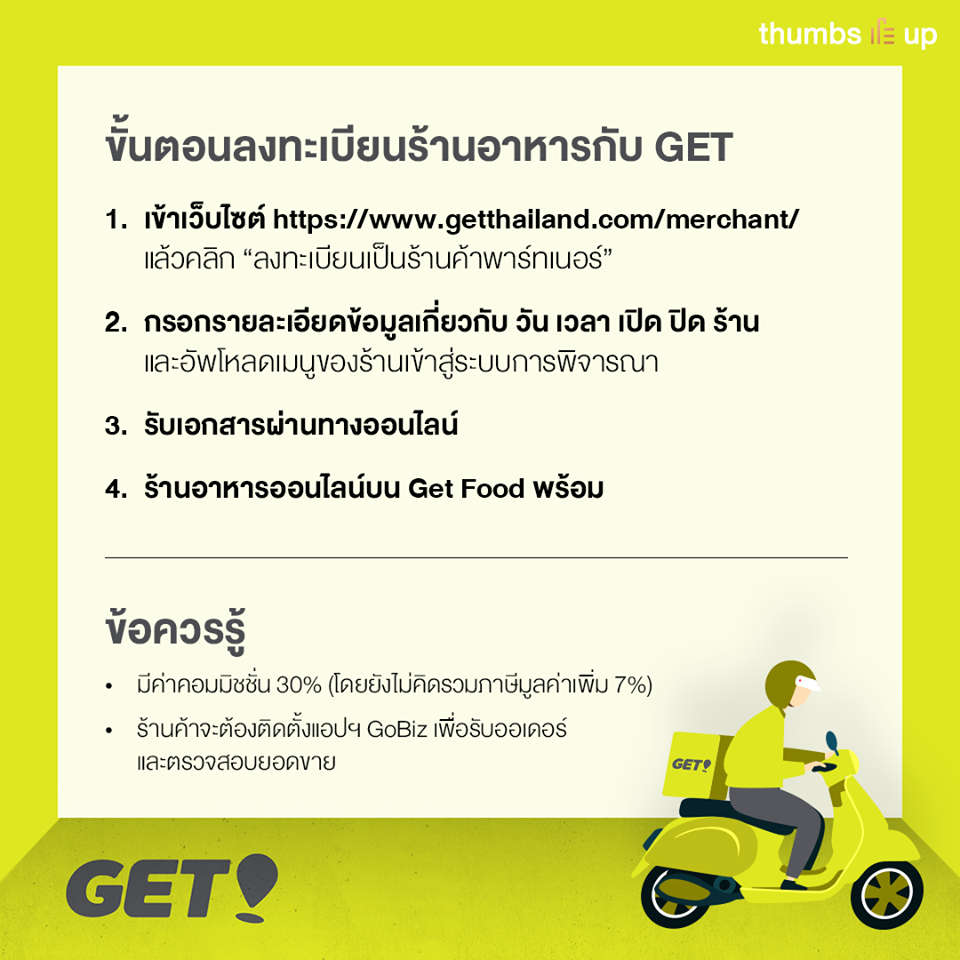 thumbs up
ขั้นตอนลงทะเบียนร้านอาหารกับ GET
1. เข้าเว็บไซต์ https://www.getthailand.com/merchant/
แล้วคลิก “ลงทะเบียนเป็นร้านค้าพาร์ทเนอร์”
2. กรอกรายละเอียดข้อมูลเกี่ยวกับ วัน เวลา เปิด ปิด ร้าน
และอัพโหลดเมนูของร้านเข้าสู่ระบบการพิจารณา
3. รับเอกสารผ่านทางออนไลน์
4. ร้านอาหารออนไลน์บน Get Food พร้อม
ข้อควรรู้
• มีค่าคอมมิชชั่น 30% (โดยยังไม่คิดรวมภาษีมูลค่าเพิ่ม 7%)
• ร้านค้าจะต้องติดตั้งแอปฯ GoBiz เพื่อรับออเดอร์
และตรวจสอบยอดขาย
GET!
GET!